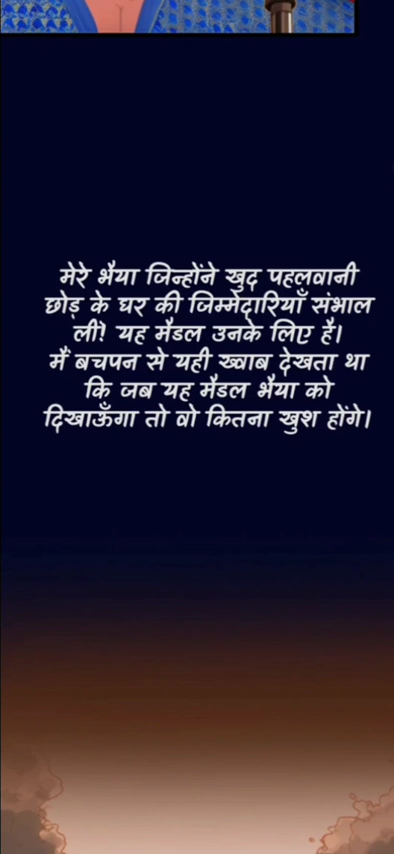 मेरे भैया जिन्होंने खुद पहलवानी
छोड़ के घर की जिम्मेदारियाँ संभाल
ली! यह मैडल उनके लिए है।
मैं बचपन से यही ख्वाब देखता था
कि जब यह मैडल भैया को
दिखाऊँगा तो वो कितना खुश होंगे।